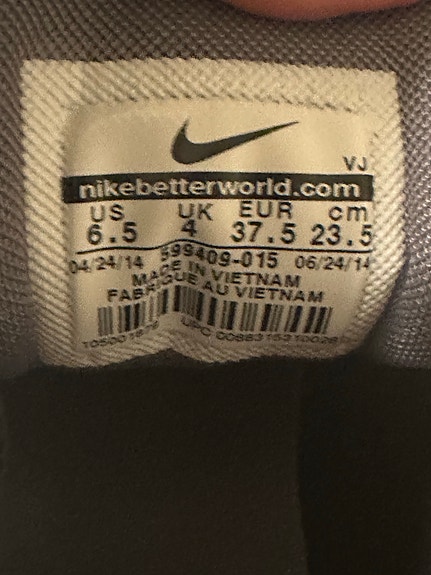 VJ
nikebetterworld.com
US UK EUR cm
6.5 4 37.5 23.5
04/24/14 599409-015 06/24/14
MADE IN VIETNAM
FABRIQUE AU VIETNAM
UPC